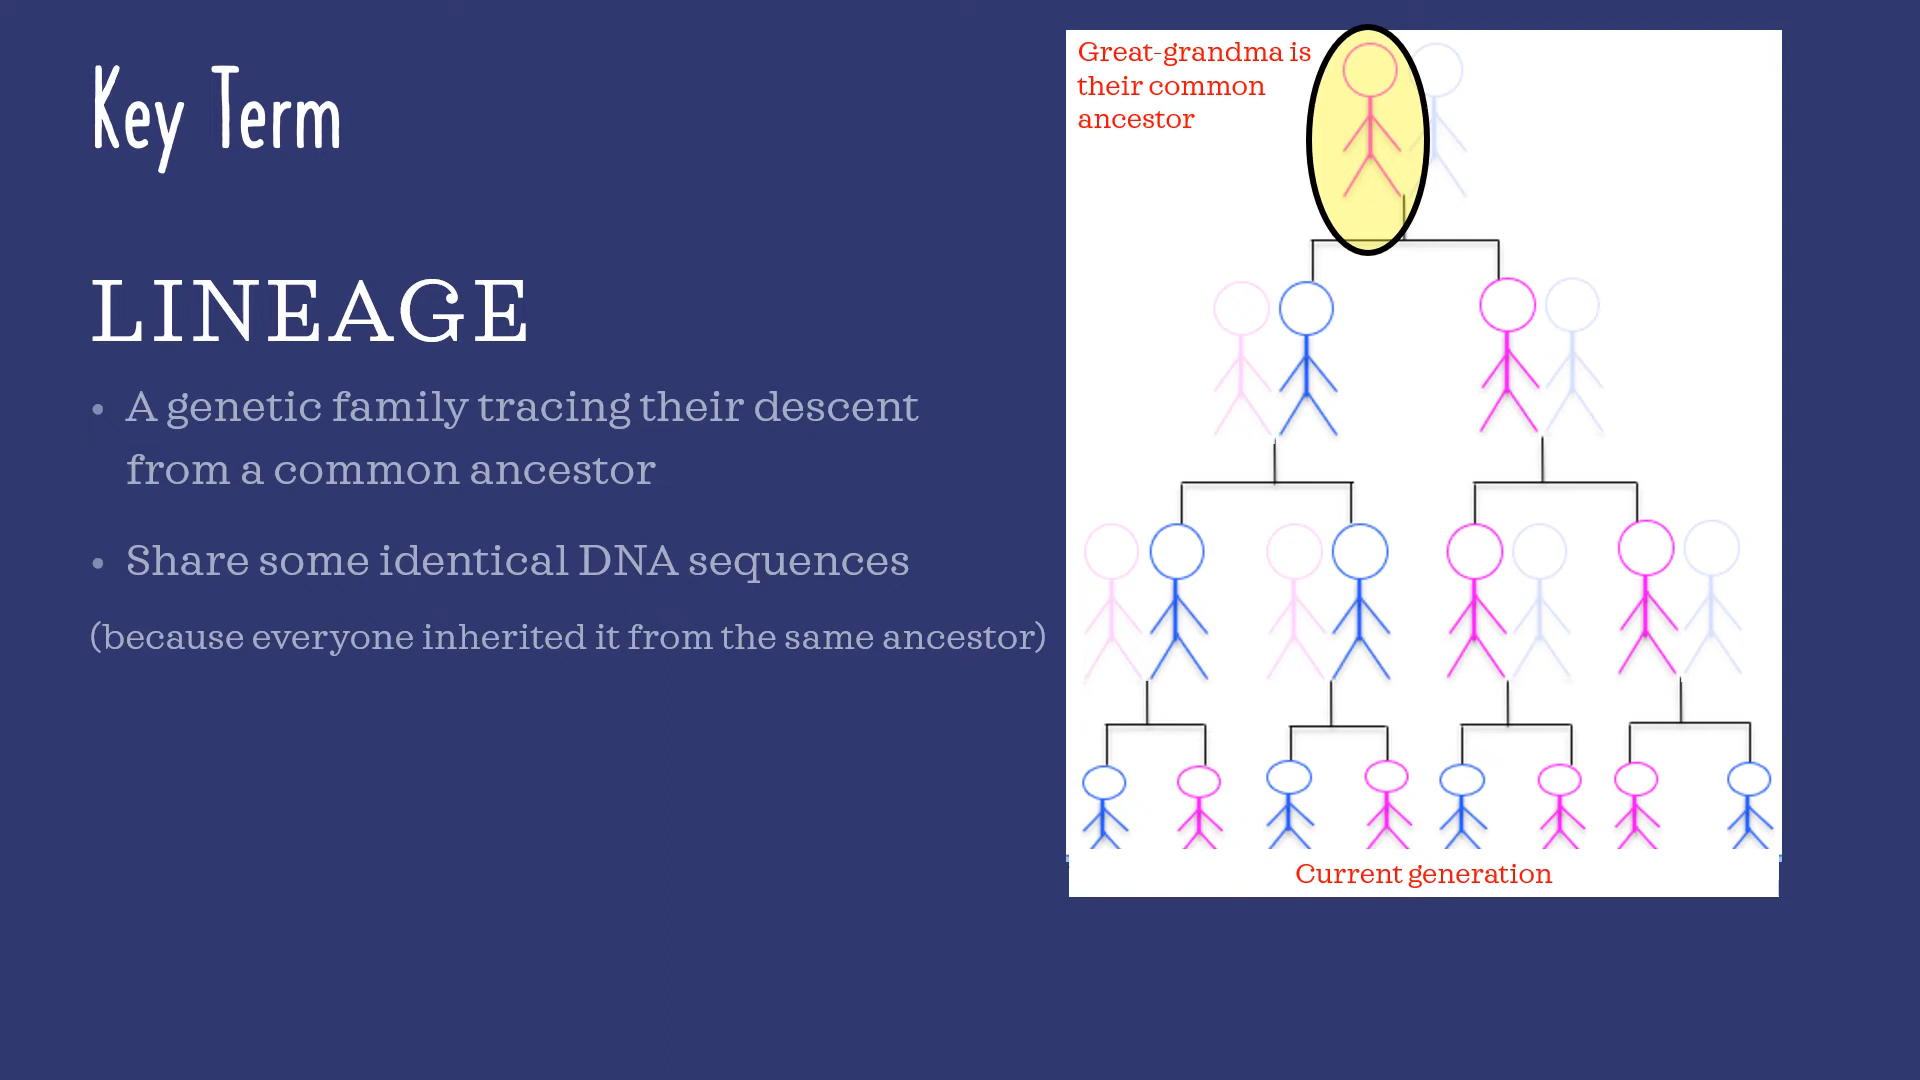 Key Term
LINEAGE
• A genetic family tracing their descent
from a common ancestor
• Share some identical DNA sequences
(because everyone inherited it from the same ancestor)
Great-grandma is
their common
ancestor
Current generation